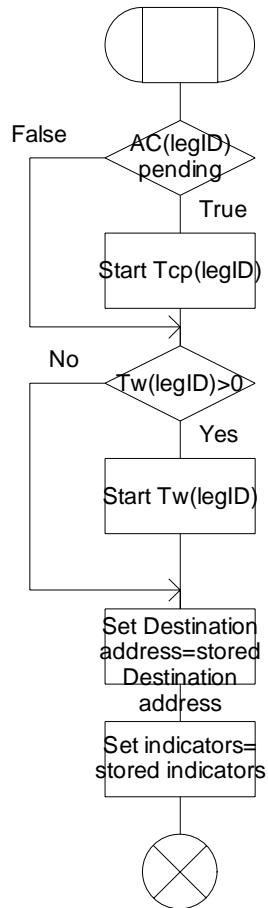 False
AC(legID)
pending
True
Start Tcp(legID)
No
Tw(legID)>0
Yes
Start Tw(legID)
Set Destination
address=stored
Destination
address
Set indicators=
stored indicators